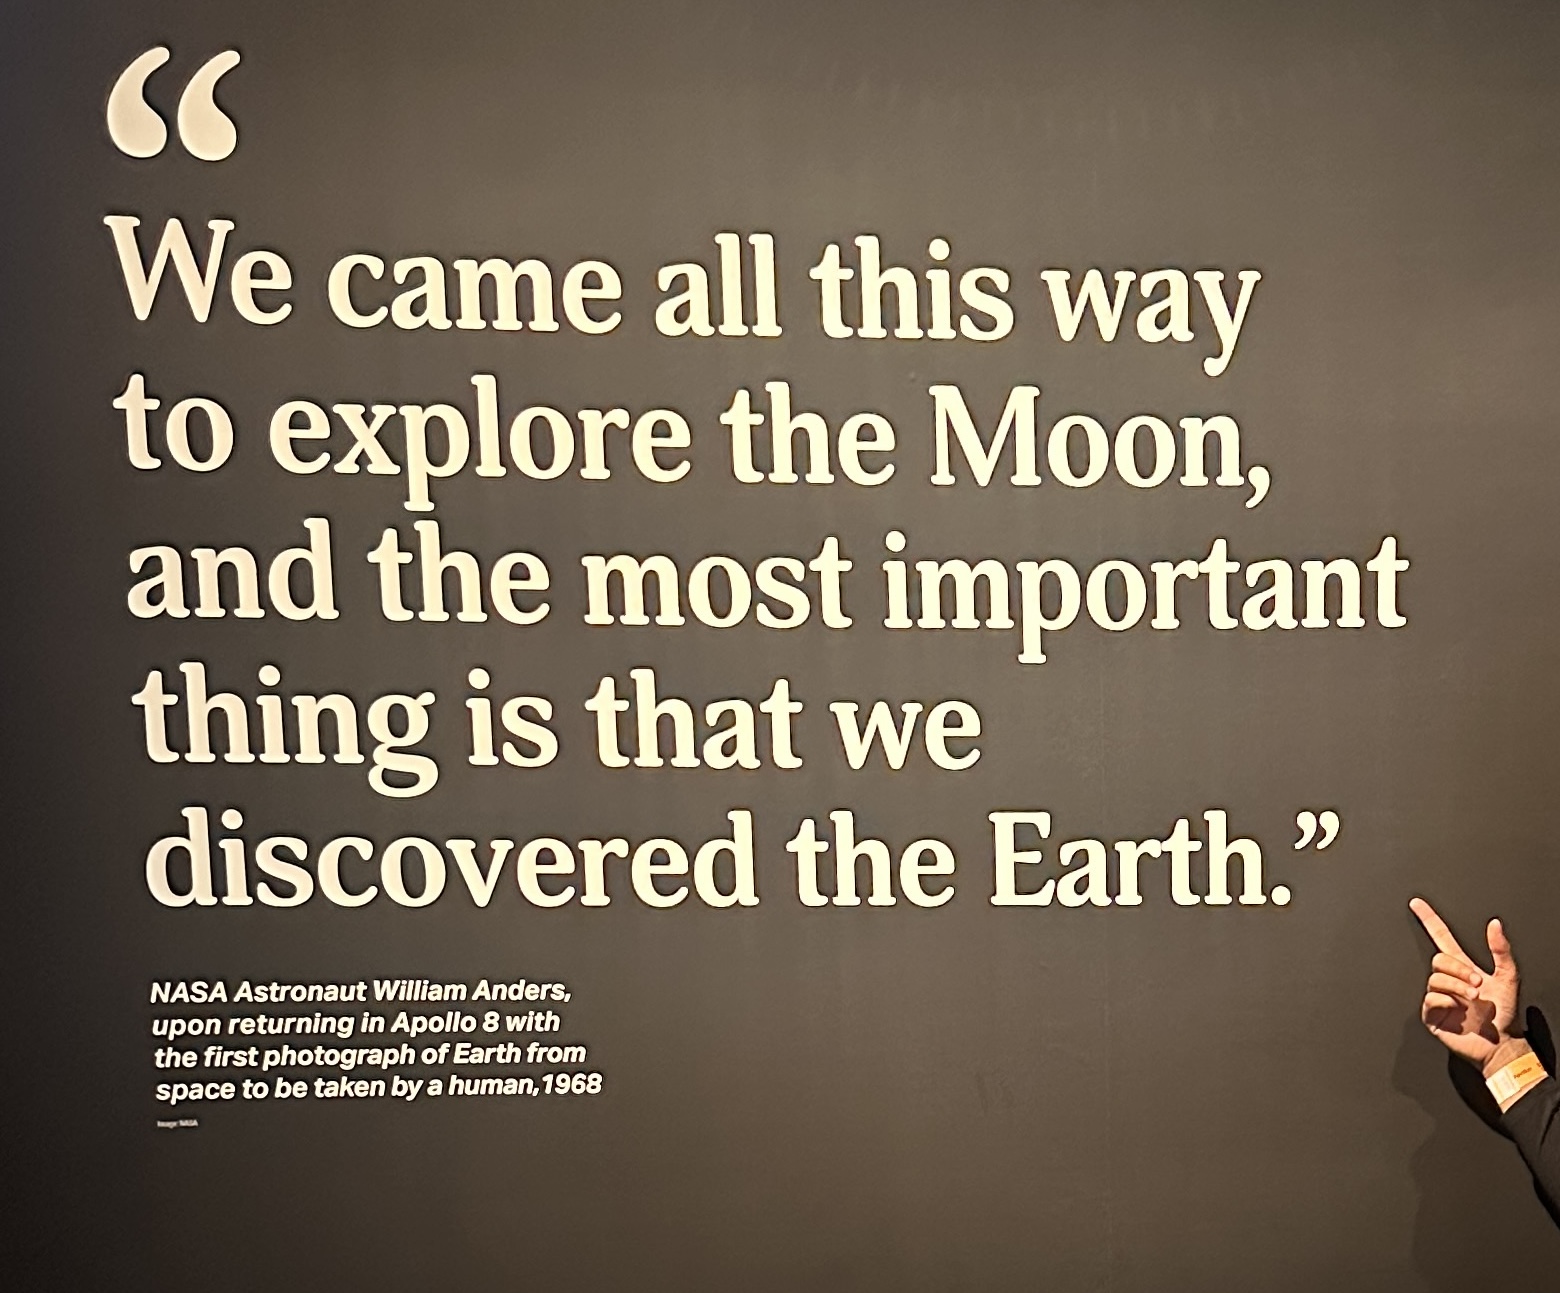 “
We came all this way
to explore the Moon,
and the most important
thing is that we
discovered the Earth.”
NASA Astronaut William Anders,
upon returning in Apollo 8 with
the first photograph of Earth from
space to be taken by a human, 1968
Image: NASA